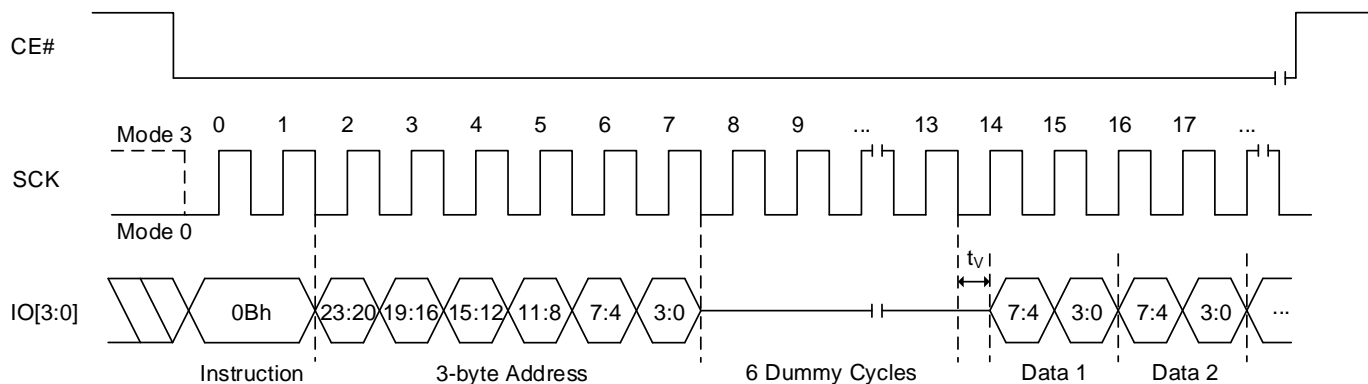 CE#
Mode 3
0 1 2 3 4 5 6 7 8 9 ... 13 14 15 16 17 ...
SCK
Mode 0
tV
IO[3:0]
0Bh 23:20 19:16 15:12 11:8 7:4 3:0 7:4 3:0 7:4 3:0 ...
Instruction 3-byte Address 6 Dummy Cycles Data 1 Data 2